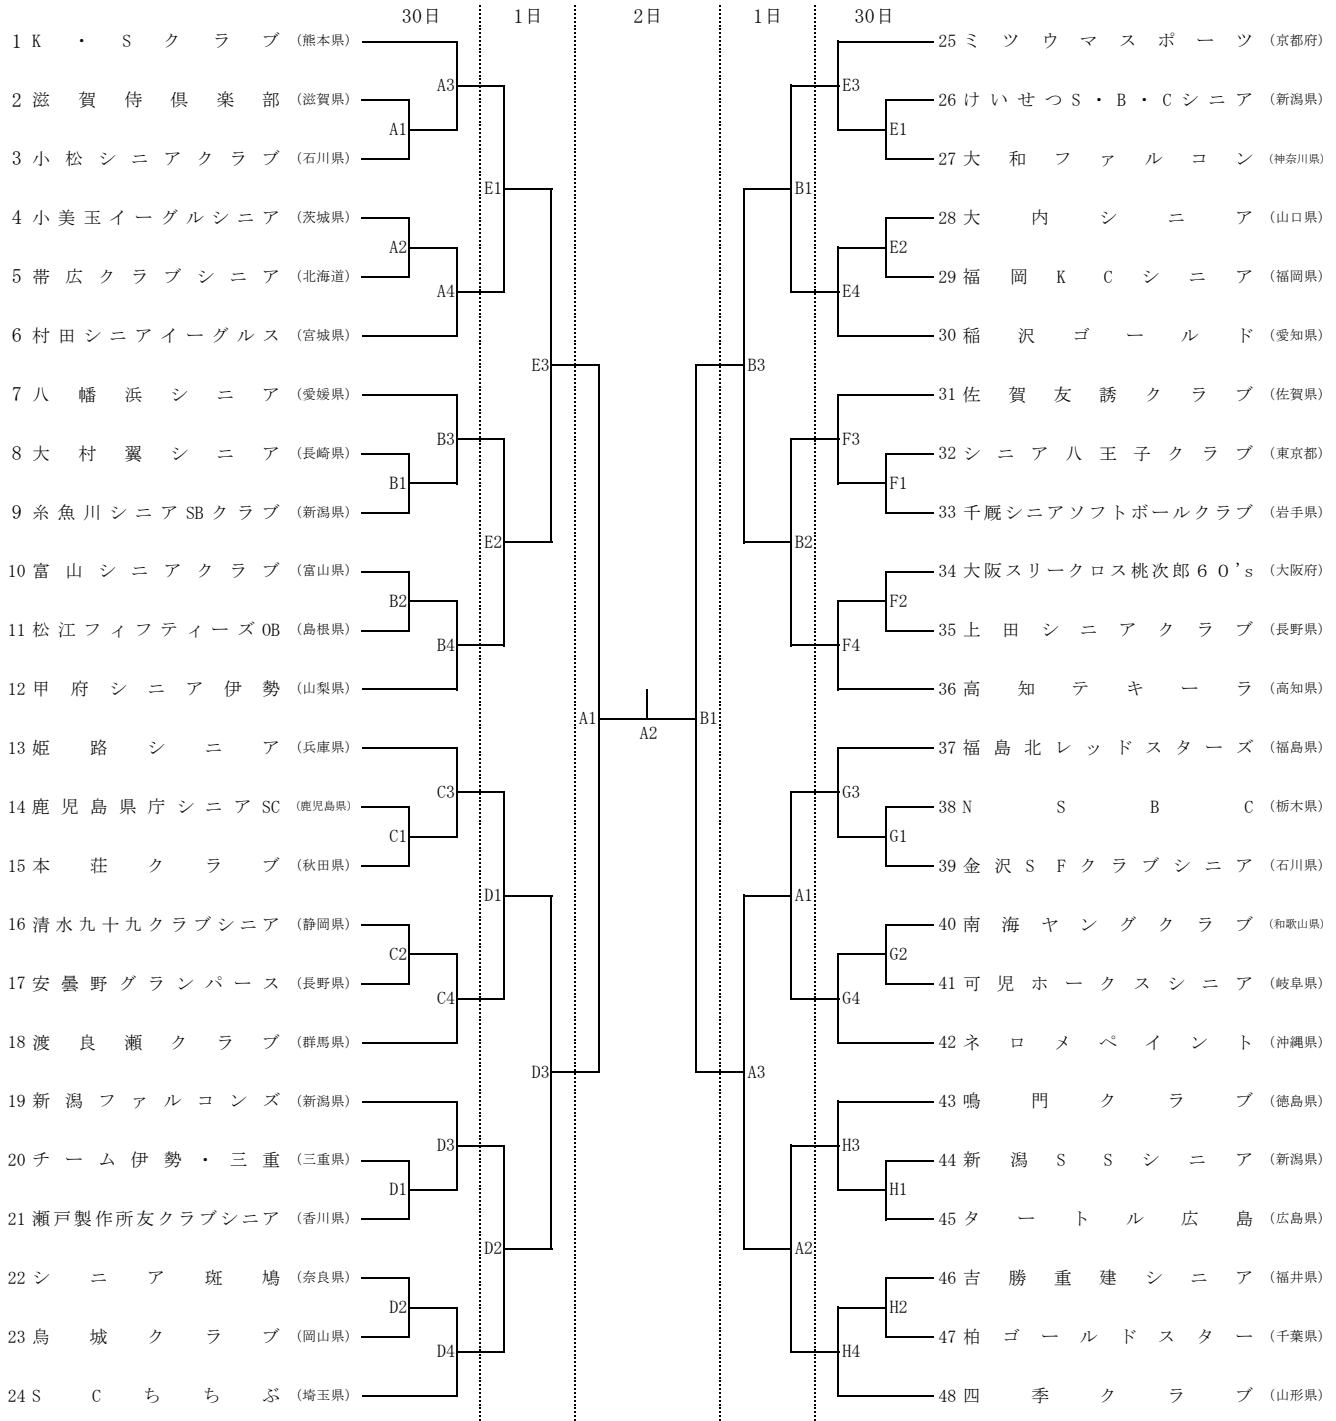 30日 1日 2日 1日 30日
1 K・Sクラブ (熊本県)
A3
2 滋賀侍倶楽部 (滋賀県)
A1
3 小松シニアクラブ (石川県)
E1
4 小美玉イーグルシニア (茨城県)
A2
5 帯広クラブシニア (北海道)
A4
6 村田シニアイーグルス (宮城県)
E3
7 八幡浜シニア (愛媛県)
B3
8 大村翼シニア (長崎県)
B1
9 糸魚川シニアSBクラブ (新潟県)
E2
10 富山シニアクラブ (富山県)
B2
11 松江フィフティーズOB (島根県)
B4
12 甲府シニア伊勢 (山梨県)
A1
13 姫路シニア (兵庫県)
C3
14 鹿児島県庁シニアSC (鹿児島県)
C1
15 本荘クラブ (秋田県)
D1
16 清水九十九クラブシニア (静岡県)
C2
17 安曇野グランパース (長野県)
C4
18 渡良瀬クラブ (群馬県)
D3
19 新潟ファルコンズ (新潟県)
D3
20 チーム伊勢・三重 (三重県)
D1
21 瀬戸製作所友クラブシニア (香川県)
D2
22 シニア斑鳩 (奈良県)
D2
23 烏城クラブ (岡山県)
D4
24 SCちちぶ (埼玉県)
A2
25 ミツウマスポーツ (京都府)
E3
26 けいせつS・B・Cシニア (新潟県)
E1
27 大和ファルコン (神奈川県)
B1
28 大内シニア (山口県)
E2
29 福岡KCシニア (福岡県)
E4
30 稲沢ゴールド (愛知県)
B3
31 佐賀友誘クラブ (佐賀県)
F3
32 シニア八王子クラブ (東京都)
F1
33 千厩シニアソフトボールクラブ (岩手県)
B2
34 大阪スリークロス桃次郎60's (大阪府)
F2
35 上田シニアクラブ (長野県)
F4
36 高知テキーラ (高知県)
B1
37 福島北レッドスターズ (福島県)
G3
38 NSBC (栃木県)
G1
39 金沢SFクラブシニア (石川県)
A1
40 南海ヤングクラブ (和歌山県)
G2
41 可児ホークスシニア (岐阜県)
G4
42 ネロメペイント (沖縄県)
A3
43 鳴門クラブ (徳島県)
H3
44 新潟SSシニア (新潟県)
H1
45 タートル広島 (広島県)
A2
46 吉勝重建シニア (福井県)
H2
47 柏ゴールドスター (千葉県)
H4
48 四季クラブ (山形県)